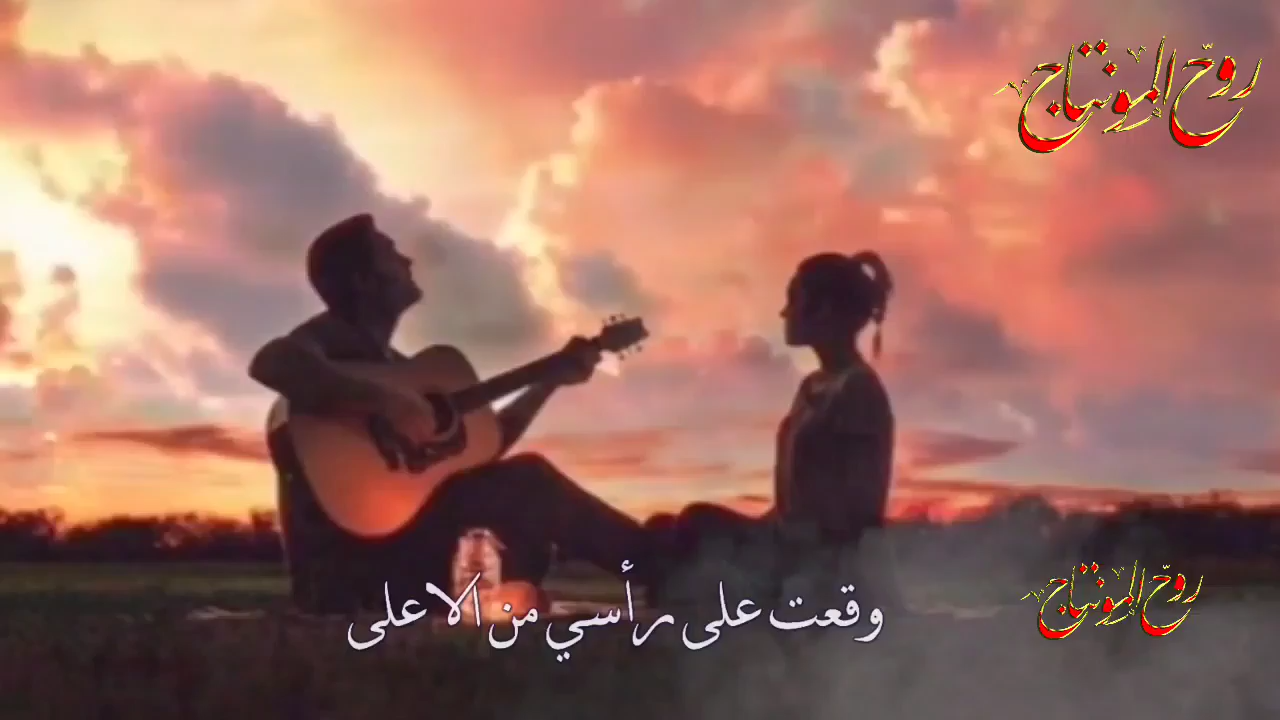 روح المونتاج
وقعت على رأسي من الاعلى
روح المونتاج